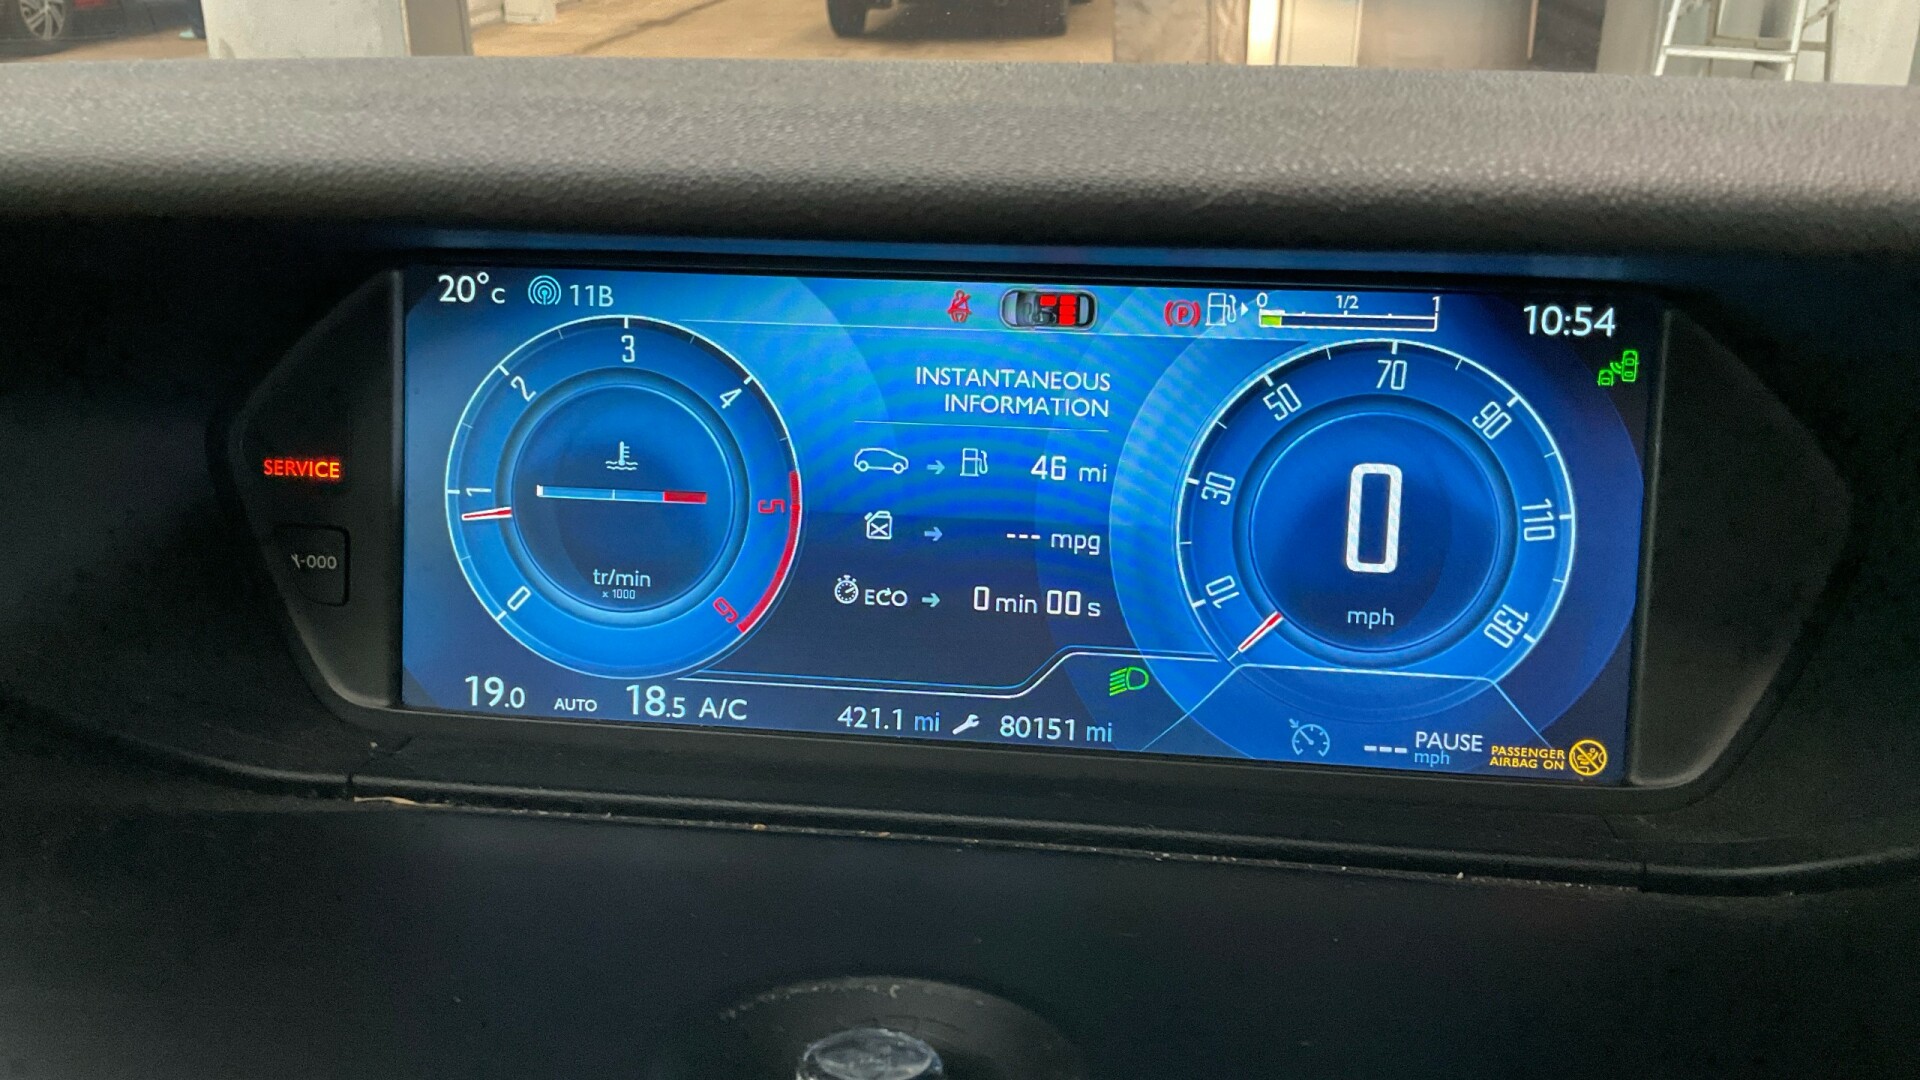 20°C 11B
0 1/2 1
10:54
INSTANTANEOUS
INFORMATION
46 mi
--- mpg
ECO 0 min 00 s
0 1 2 3 4 5 6
tr/min
x 1000
10 30 50 70 90 110 130
0
mph
SERVICE
-000
19.0 AUTO 18.5 A/C
421.1 mi 80151 mi
--- PAUSE
mph
PASSENGER
AIRBAG ON
P